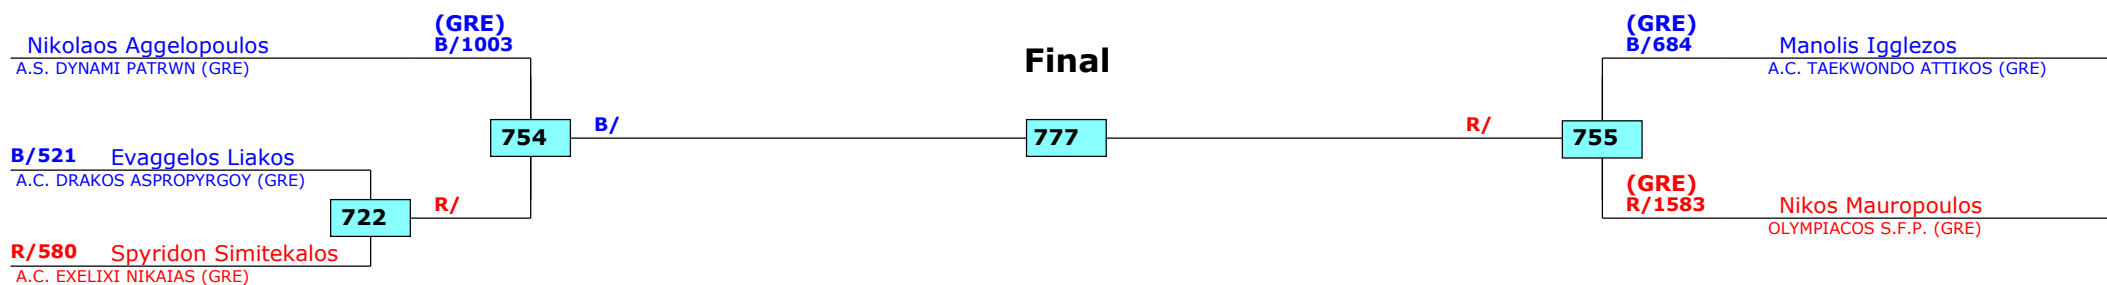 (GRE)
Nikolaos Aggelopoulos B/1003
A.S. DYNAMI PATRWN (GRE)
754
B/521 Evaggelos Liakos
A.C. DRAKOS ASPROPYRGOY (GRE)
722
R/
R/580 Spyridon Simitekalos
A.C. EXELIXI NIKAIAS (GRE)
Final
B/
777
R/
(GRE)
B/684 Manolis Igglezos
A.C. TAEKWONDO ATTIKOS (GRE)
755
(GRE)
R/1583 Nikos Mauropoulos
OLYMPIACOS S.F.P. (GRE)